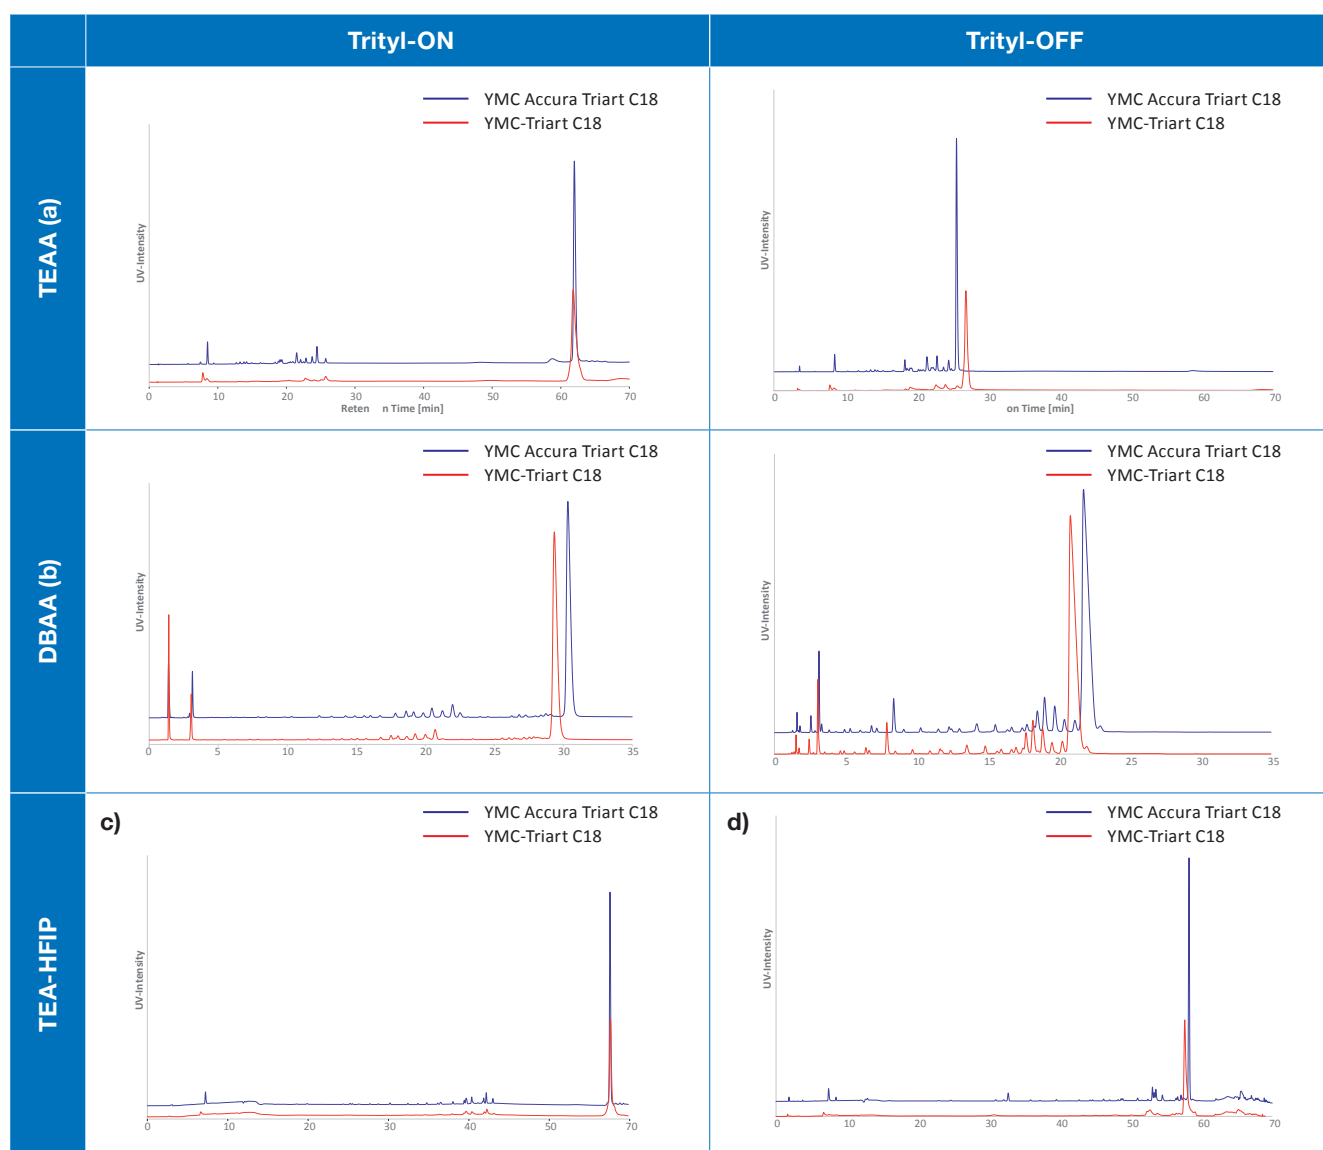 Trityl-ON
Trityl-OFF
TEAA (a)
YMC Accura Triart C18
YMC-Triart C18
UV-Intensity
0 10 20 30 40 50 60 70
Reten n Time [min]
YMC Accura Triart C18
YMC-Triart C18
UV-Intensity
0 10 20 30 40 50 60 70
on Time [min]
DBAA (b)
YMC Accura Triart C18
YMC-Triart C18
UV-Intensity
0 5 10 15 20 25 30 35
YMC Accura Triart C18
YMC-Triart C18
UV-Intensity
0 5 10 15 20 25 30 35
TEA-HFIP
c)
YMC Accura Triart C18
YMC-Triart C18
UV-Intensity
0 10 20 30 40 50 60 70
d)
YMC Accura Triart C18
YMC-Triart C18
UV-Intensity
0 10 20 30 40 50 60 70